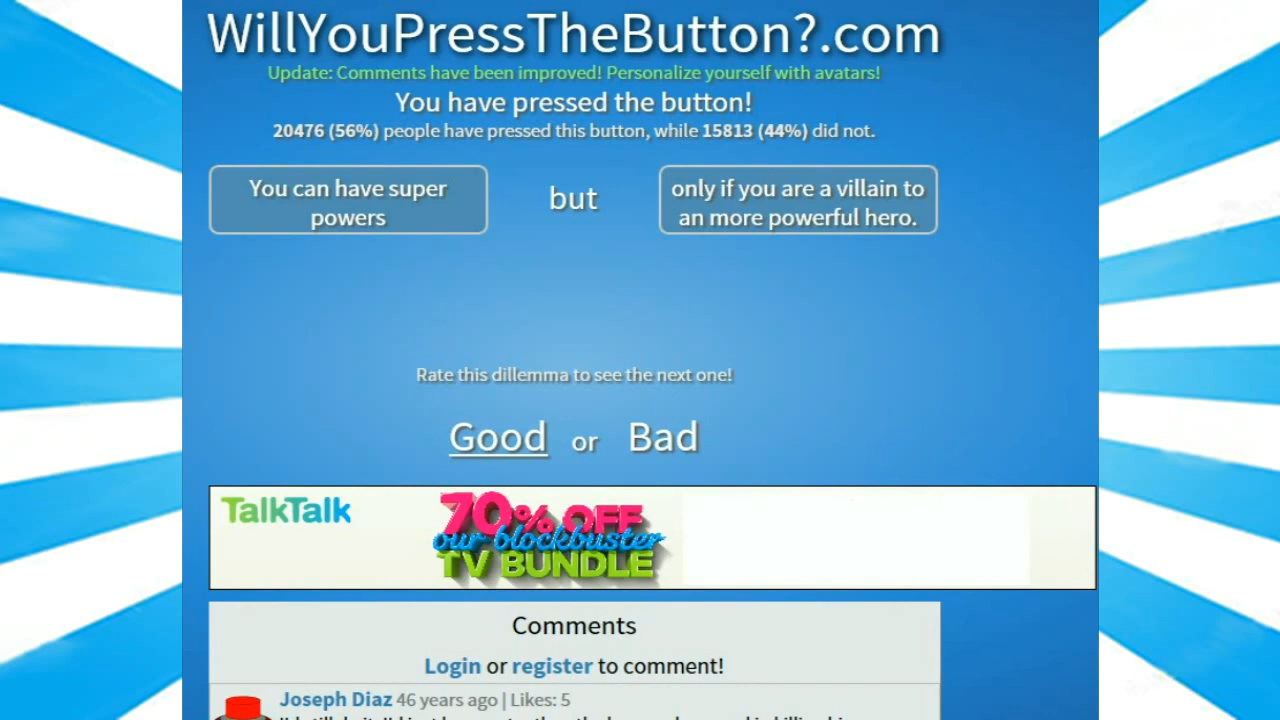 WillYouPressTheButton?.com
Update: Comments have been improved! Personalize yourself with avatars!
You have pressed the button!
20476 (56%) people have pressed this button, while 15813 (44%) did not.
You can have super
powers
but
only if you are a villain to
an more powerful hero.
Rate this dillemma to see the next one!
Good or Bad
TalkTalk
70% OFF
our blockbuster
TV BUNDLE
Comments
Login or register to comment!
Joseph Diaz 46 years ago | Likes: 5